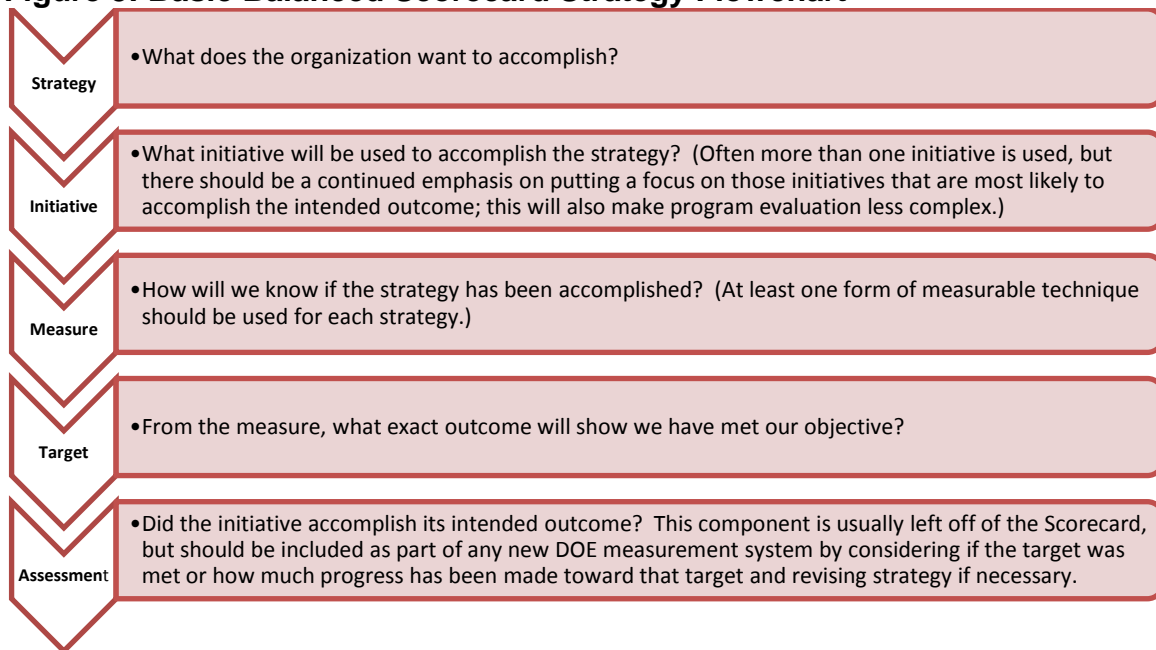 Figure 3. Basic Balanced Scorecard Strategy Flowchart
Strategy
•What does the organization want to accomplish?
Initiative
•What initiative will be used to accomplish the strategy? (Often more than one initiative is used, but
there should be a continued emphasis on putting a focus on those initiatives that are most likely to
accomplish the intended outcome; this will also make program evaluation less complex.)
Measure
•How will we know if the strategy has been accomplished? (At least one form of measurable technique
should be used for each strategy.)
Target
•From the measure, what exact outcome will show we have met our objective?
Assessment
•Did the initiative accomplish its intended outcome? This component is usually left off of the Scorecard,
but should be included as part of any new DOE measurement system by considering if the target was
met or how much progress has been made toward that target and revising strategy if necessary.